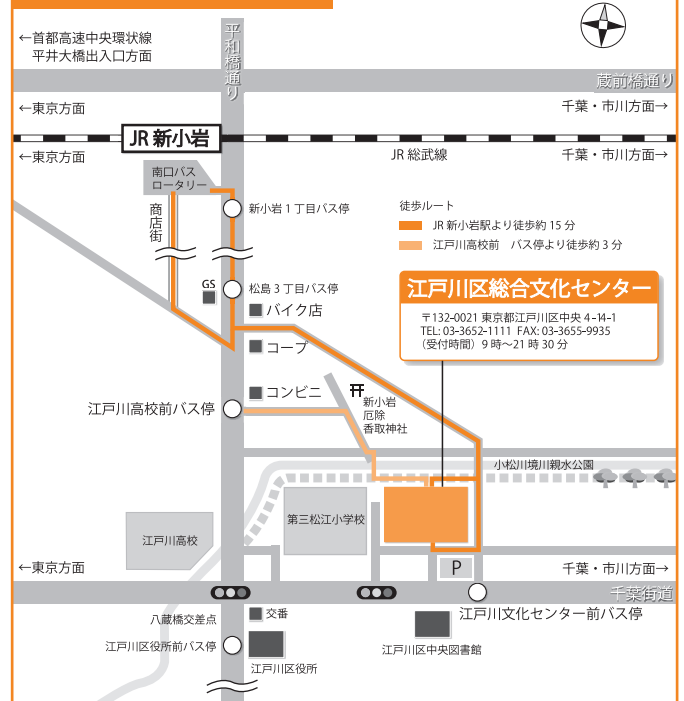 ←首都高速中央環状線
平井大橋出入口方面
平和橋通り
蔵前橋通り
←東京方面
千葉・市川方面→
JR 新小岩
←東京方面
JR 総武線
千葉・市川方面→
南口バス
ロータリー
商店街
新小岩 1 丁目バス停
徒歩ルート
JR 新小岩駅より徒歩約 15 分
江戸川高校前　バス停より徒歩約 3 分
GS
松島 3 丁目バス停
バイク店
江戸川区総合文化センター
〒132-0021 東京都江戸川区中央 4-14-1
TEL: 03-3652-1111 FAX: 03-3655-9935
（受付時間）9 時～21 時 30 分
コープ
コンビニ
江戸川高校前バス停
新小岩
厄除
香取神社
小松川境川親水公園
第三松江小学校
江戸川高校
←東京方面
P
千葉・市川方面→
千葉街道
八蔵橋交差点
交番
江戸川文化センター前バス停
江戸川区役所前バス停
江戸川区役所
江戸川区中央図書館